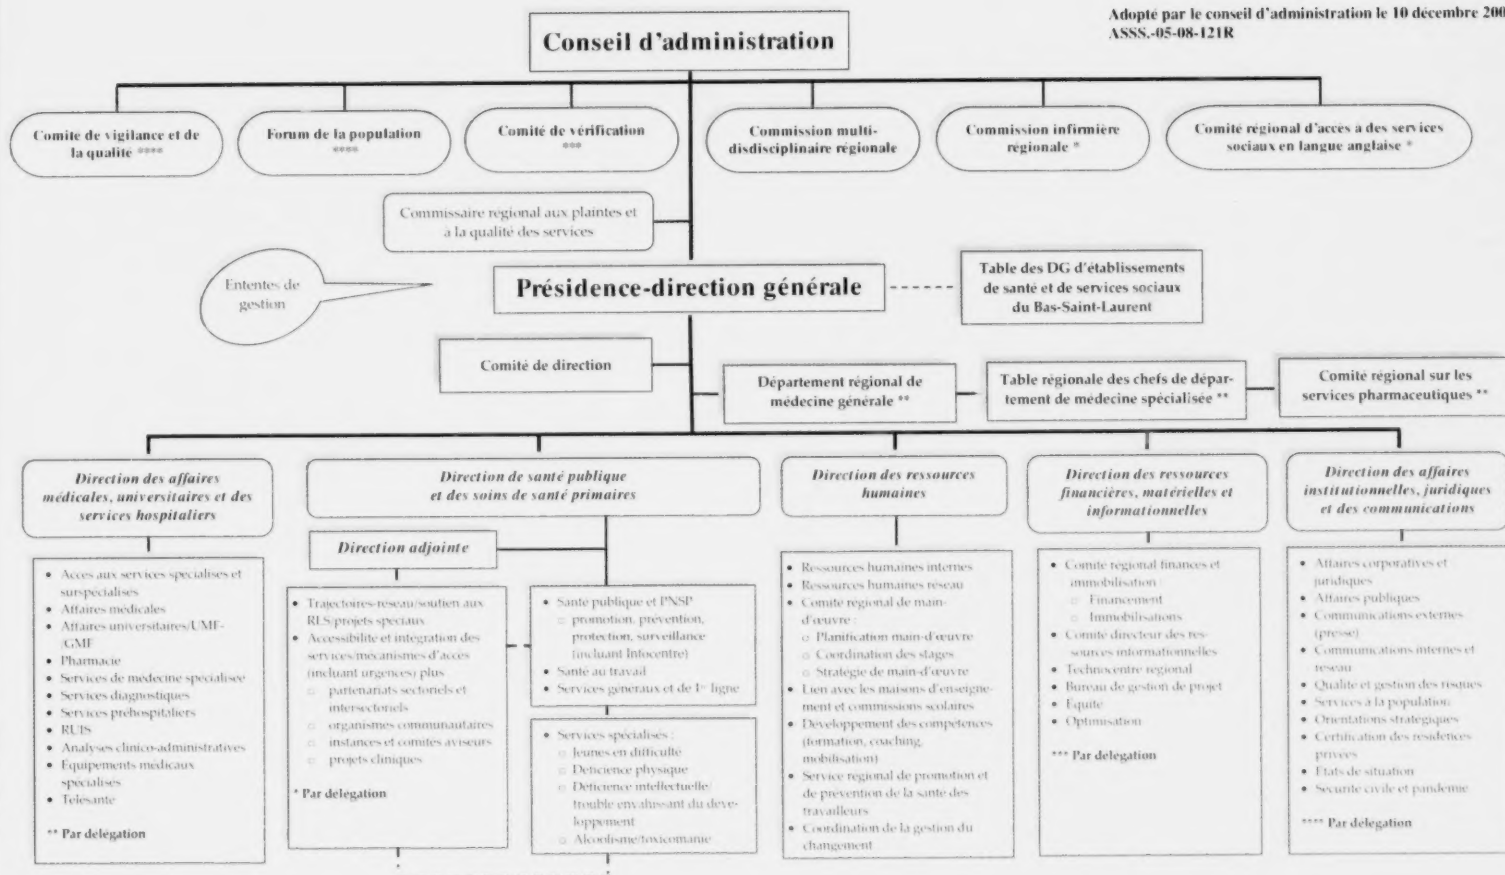 Adopté par le conseil d'administration le 10 décembre 200
ASSS.-05-08-121R
Conseil d'administration
Comité de vigilance et de
la qualité ****
Forum de la population
****
Comité de vérification
***
Commission multi-
disdisciplinaire régionale
Commission infirmière
régionale *
Comité régional d'accès à des services
sociaux en langue anglaise *
Commissaire régional aux plaintes et
à la qualité des services
Ententes de
gestion
Présidence-direction générale
Table des DG d'établissements
de santé et de services sociaux
du Bas-Saint-Laurent
Comité de direction
Département régional de
médecine générale **
Table régionale des chefs de dépar-
tement de médecine spécialisée **
Comité régional sur les
services pharmaceutiques **
Direction des affaires
médicales, universitaires et des
services hospitaliers
Direction de santé publique
et des soins de santé primaires
Direction des ressources
humaines
Direction des ressources
financières, matérielles et
informationnelles
Direction des affaires
institutionnelles, juridiques
et des communications
Direction adjointe
• Accès aux services spécialisés et
surspécialisés
• Affaires médicales
• Affaires universitaires/UMF-
GMF
• Pharmacie
• Services de médecine spécialisée
• Services diagnostiques
• Services préhospitaliers
• RUIS
• Analyses clinico-administratives
• Équipements médicaux
spécialisés
• Télésanté
** Par délégation
• Trajectoires-réseau/soutien aux
RLS/projets spéciaux
• Accessibilité et intégration des
services/mécanismes d'accès
(incluant urgences) plus
o partenariats sectoriels et
intersectoriels
o organismes communautaires
o instances et comités aviseurs
o projets cliniques
* Par délégation
• Santé publique et PNSP
o promotion, prévention,
protection, surveillance
(incluant Infocentre)
• Santé au travail
• Services généraux et de 1re ligne
• Services spécialisés :
o Jeunes en difficulté
o Déficience physique
o Déficience intellectuelle/
trouble envahissant du déve-
loppement
o Alcoolisme/toxicomanie
• Ressources humaines internes
• Ressources humaines réseau
• Comité régional de main-
d'œuvre :
o Planification main-d'œuvre
o Coordination des stages
o Stratégie de main-d'œuvre
• Lien avec les maisons d'enseigne-
ment et commissions scolaires
• Développement des compétences
(formation, coaching,
mobilisation)
• Service régional de promotion et
de prévention de la santé des
travailleurs
• Coordination de la gestion du
changement
• Comité régional finances et
immobilisation :
o Financement
o Immobilisations
• Comité directeur des res-
sources informationnelles
• Technocentre régional
• Bureau de gestion de projet
• Équité
• Optimisation
*** Par délégation
• Affaires corporatives et
juridiques
• Affaires publiques
• Communications externes
(presse)
• Communications internes et
réseau
• Qualité et gestion des risques
• Services à la population
• Orientations stratégiques
• Certification des résidences
privées
• États de situation
• Sécurité civile et pandémie
**** Par délégation